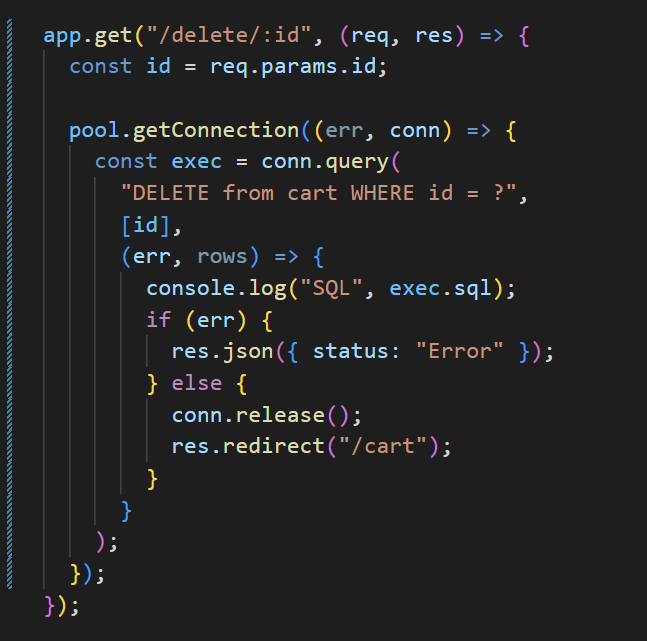 app.get("/delete/:id", (req, res) => {
  const id = req.params.id;

  pool.getConnection((err, conn) => {
    const exec = conn.query(
      "DELETE from cart WHERE id = ?",
      [id],
      (err, rows) => {
        console.log("SQL", exec.sql);
        if (err) {
          res.json({ status: "Error" });
        } else {
          conn.release();
          res.redirect("/cart");
        }
      }
    );
  });
});